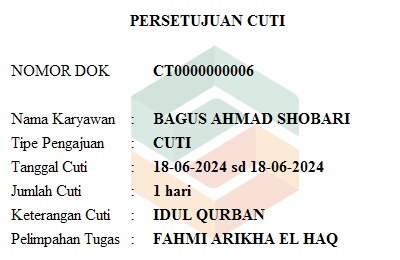 PERSETUJUAN CUTI
NOMOR DOK CT0000000006
Nama Karyawan : BAGUS AHMAD SHOBARI
Tipe Pengajuan : CUTI
Tanggal Cuti : 18-06-2024 sd 18-06-2024
Jumlah Cuti : 1 hari
Keterangan Cuti : IDUL QURBAN
Pelimpahan Tugas : FAHMI ARIKHA EL HAQ